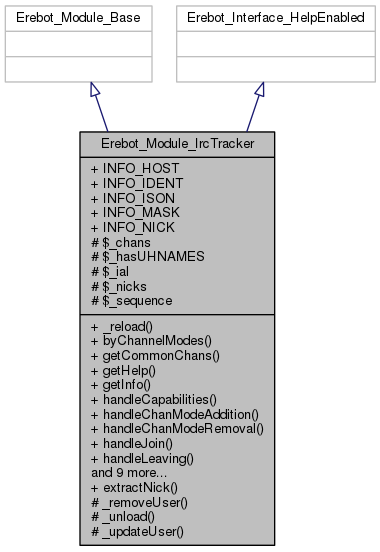 Erebot_Module_Base
Erebot_Interface_HelpEnabled
Erebot_Module_IrcTracker
+ INFO_HOST
+ INFO_IDENT
+ INFO_ISON
+ INFO_MASK
+ INFO_NICK
# $_chans
# $_hasUHNAMES
# $_ial
# $_nicks
# $_sequence
+ _reload()
+ byChannelModes()
+ getCommonChans()
+ getHelp()
+ getInfo()
+ handleCapabilities()
+ handleChanModeAddition()
+ handleChanModeRemoval()
+ handleJoin()
+ handleLeaving()
and 9 more...
+ extractNick()
# _removeUser()
# _unload()
# _updateUser()